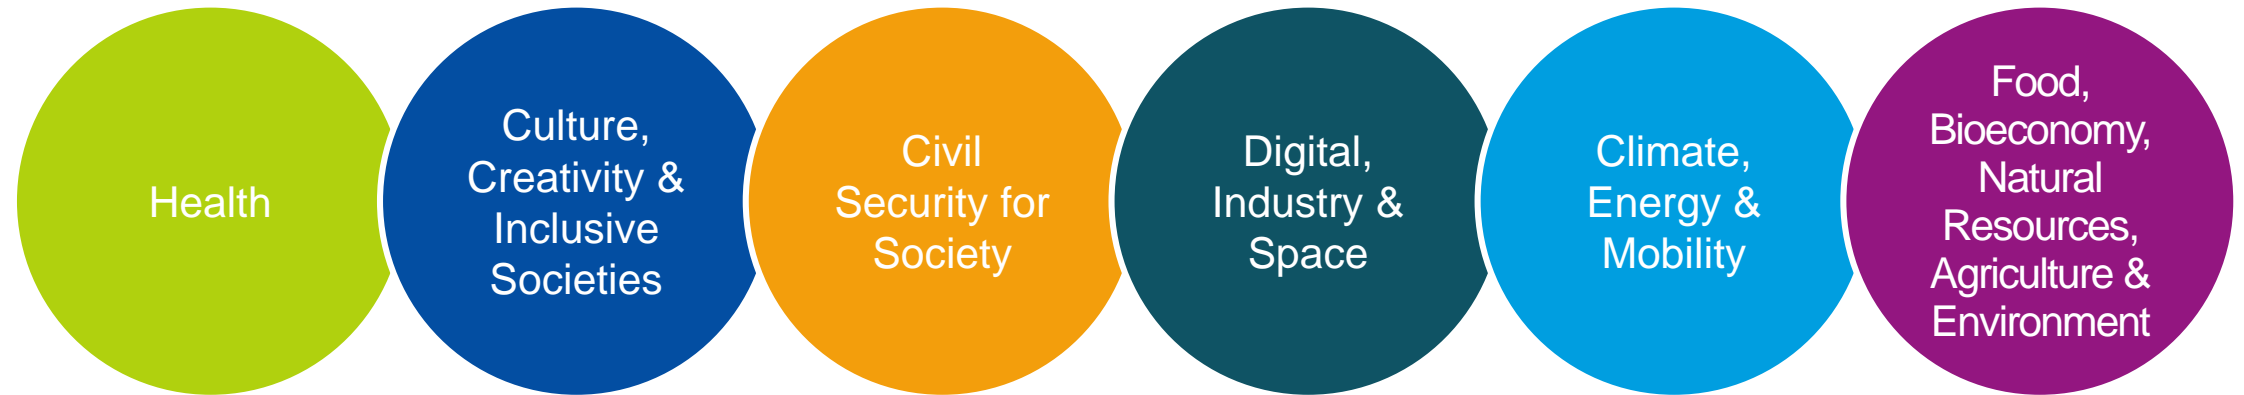 Health
Culture,
Creativity &
Inclusive
Societies
Civil
Security for
Society
Digital,
Industry &
Space
Climate,
Energy &
Mobility
Food,
Bioeconomy,
Natural
Resources,
Agriculture &
Environment